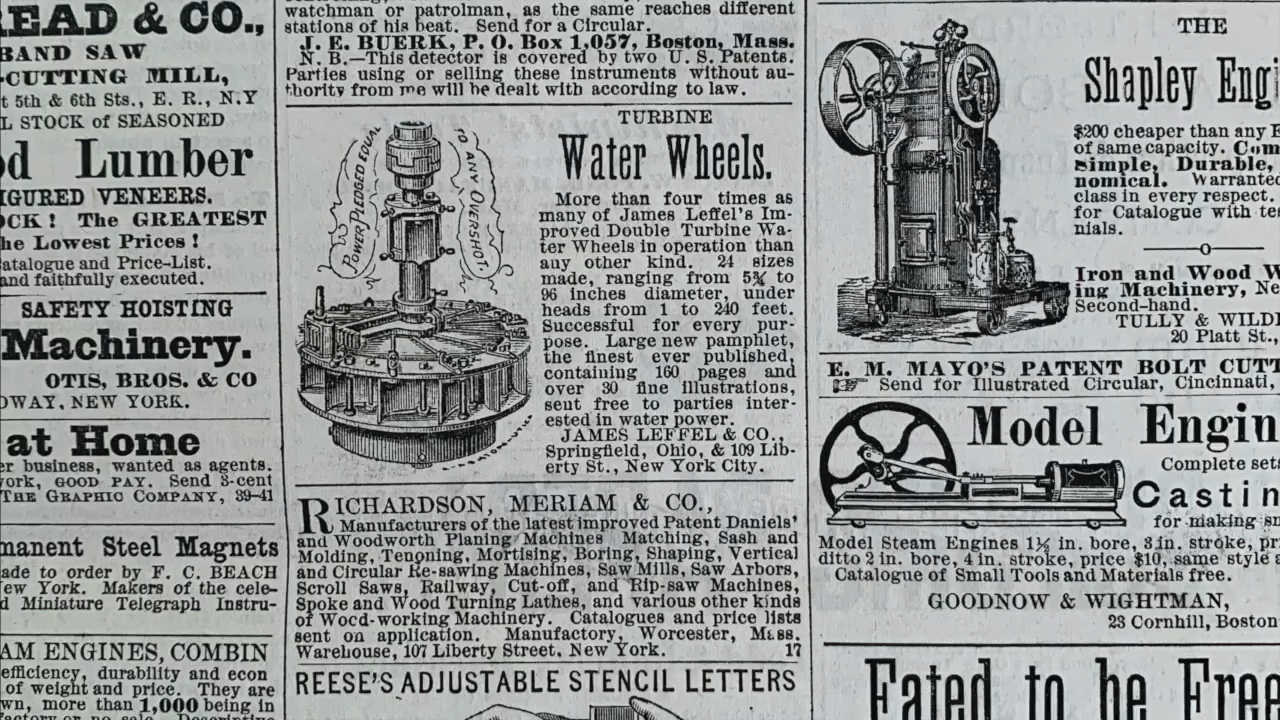 READ & CO.,
BAND SAW
-CUTTING MILL,
t 5th & 6th Sts., E. R., N.Y
L STOCK of SEASONED
d Lumber
IGURED VENEERS.
OCK ! The GREATEST
he Lowest Prices !
atalogue and Price-List.
and faithfully executed.
SAFETY HOISTING
Machinery.
OTIS, BROS. & CO
DWAY, NEW YORK.
at Home
er business, wanted as agents.
ork, GOOD PAY. Send 3-cent
THE GRAPHIC COMPANY, 39-41
manent Steel Magnets
ade to order by F. C. BEACH
ew York. Makers of the cele-
d Miniature Telegraph Instru-
AM ENGINES, COMBIN
efficiency, durability and econ
of weight and price. They are
wn, more than 1,000 being in
factory or no sale. Descriptive
watchman or patrolman, as the same reaches different
stations of his beat. Send for a Circular.
J. E. BUERK, P. O. Box 1,057, Boston, Mass.
N. B.—This detector is covered by two U. S. Patents.
Parties using or selling these instruments without au-
thority from me will be dealt with according to law.
POWER PLEDGED EQUAL
TO ANY OVERSHOT.
TURBINE
Water Wheels.
More than four times as
many of James Leffel's Im-
proved Double Turbine Wa-
ter Wheels in operation than
any other kind. 24 sizes
made, ranging from 5¾ to
96 inches diameter, under
heads from 1 to 240 feet.
Successful for every pur-
pose. Large new pamphlet,
the finest ever published,
containing 160 pages and
over 30 fine illustrations,
sent free to parties inter-
ested in water power.
JAMES LEFFEL & CO.,
Springfield, Ohio, & 109 Lib-
erty St., New York City.
RICHARDSON, MERIAM & CO.,
Manufacturers of the latest improved Patent Daniels'
and Woodworth Planing Machines Matching, Sash and
Molding, Tenoning, Mortising, Boring, Shaping, Vertical
and Circular Re-sawing Machines, Saw Mills, Saw Arbors,
Scroll Saws, Railway, Cut-off, and Rip-saw Machines,
Spoke and Wood Turning Lathes, and various other kinds
of Wood-working Machinery. Catalogues and price lists
sent on application. Manufactory, Worcester, Mass.
Warehouse, 107 Liberty Street, New York. 17
REESE'S ADJUSTABLE STENCIL LETTERS
THE
Shapley Engi
$200 cheaper than any
of same capacity. Com
simple, Durable,
nomical. Warranted
class in every respect.
for Catalogue with te
nials.
Iron and Wood W
ing Machinery, Ne
Second-hand.
TULLY & WILD
20 Platt St.,
E. M. MAYO'S PATENT BOLT CUTT
☞ Send for Illustrated Circular, Cincinnati,
Model Engin
Complete sets
Castin
for making sm
Model Steam Engines 1½ in. bore, 3 in. stroke, pri
ditto 2 in. bore, 4 in. stroke, price $10, same style a
Catalogue of Small Tools and Materials free.
GOODNOW & WIGHTMAN,
23 Cornhill, Boston
Fated to be Free